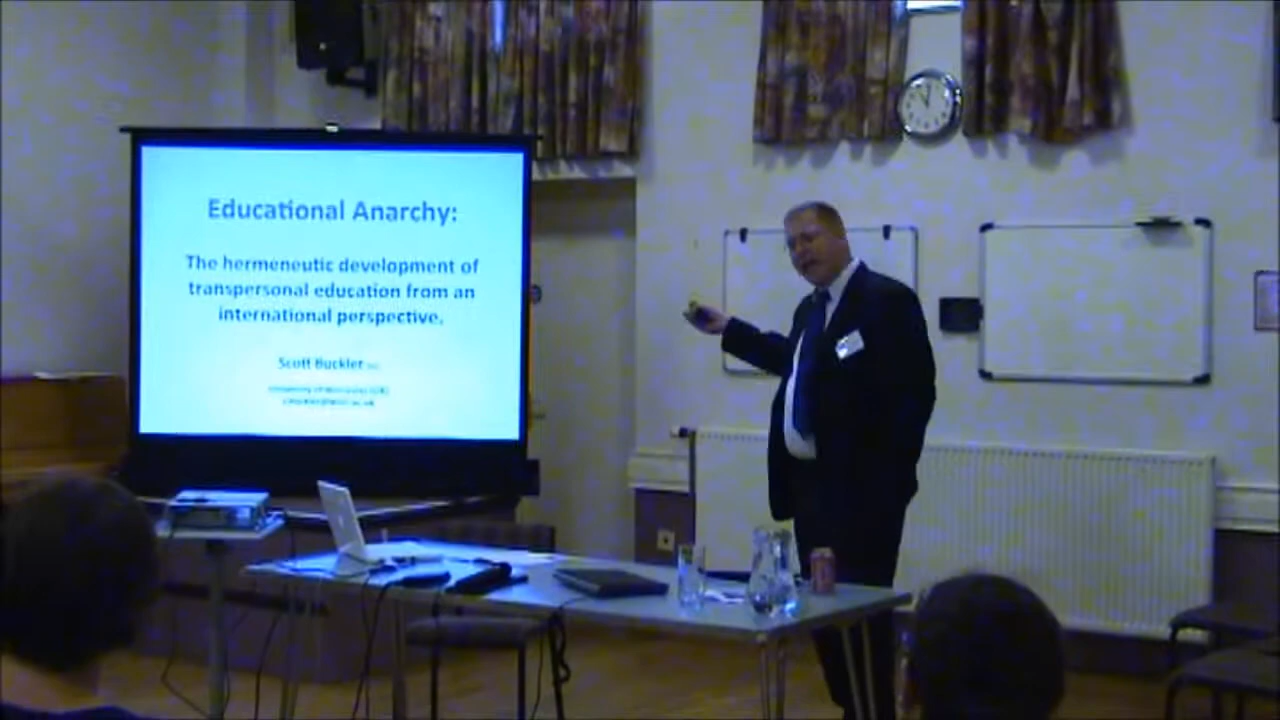 Educational Anarchy:
The hermeneutic development of
transpersonal education from an
international perspective.
Scott Buckler